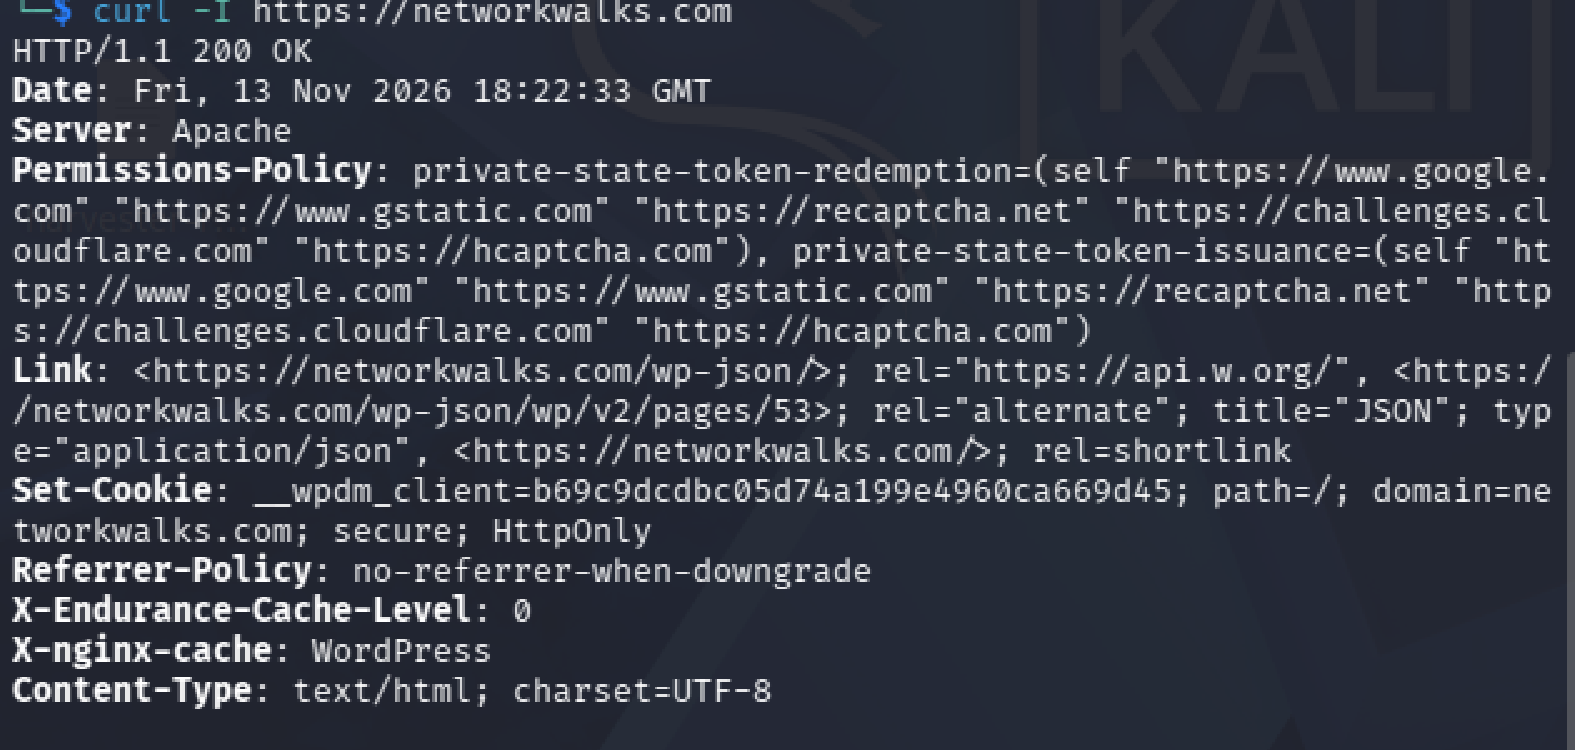 └─$ curl -I https://networkwalks.com
HTTP/1.1 200 OK
Date: Fri, 13 Nov 2026 18:22:33 GMT
Server: Apache
Permissions-Policy: private-state-token-redemption=(self "https://www.google.
com" "https://www.gstatic.com" "https://recaptcha.net" "https://challenges.cl
oudflare.com" "https://hcaptcha.com"), private-state-token-issuance=(self "ht
tps://www.google.com" "https://www.gstatic.com" "https://recaptcha.net" "http
s://challenges.cloudflare.com" "https://hcaptcha.com")
Link: <https://networkwalks.com/wp-json/>; rel="https://api.w.org/", <https:/
/networkwalks.com/wp-json/wp/v2/pages/53>; rel="alternate"; title="JSON"; typ
e="application/json", <https://networkwalks.com/>; rel=shortlink
Set-Cookie: __wpdm_client=b69c9dcdbc05d74a199e4960ca669d45; path=/; domain=ne
tworkwalks.com; secure; HttpOnly
Referrer-Policy: no-referrer-when-downgrade
X-Endurance-Cache-Level: 0
X-nginx-cache: WordPress
Content-Type: text/html; charset=UTF-8
KALI